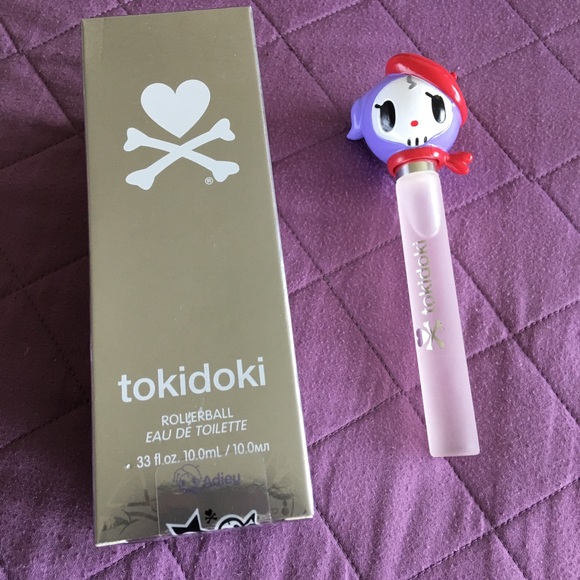 ®
tokidoki
ROLLERBALL
EAU DE TOILETTE
.33 fl oz. 10.0mL / 10.0мл
Adieu
tokidoki